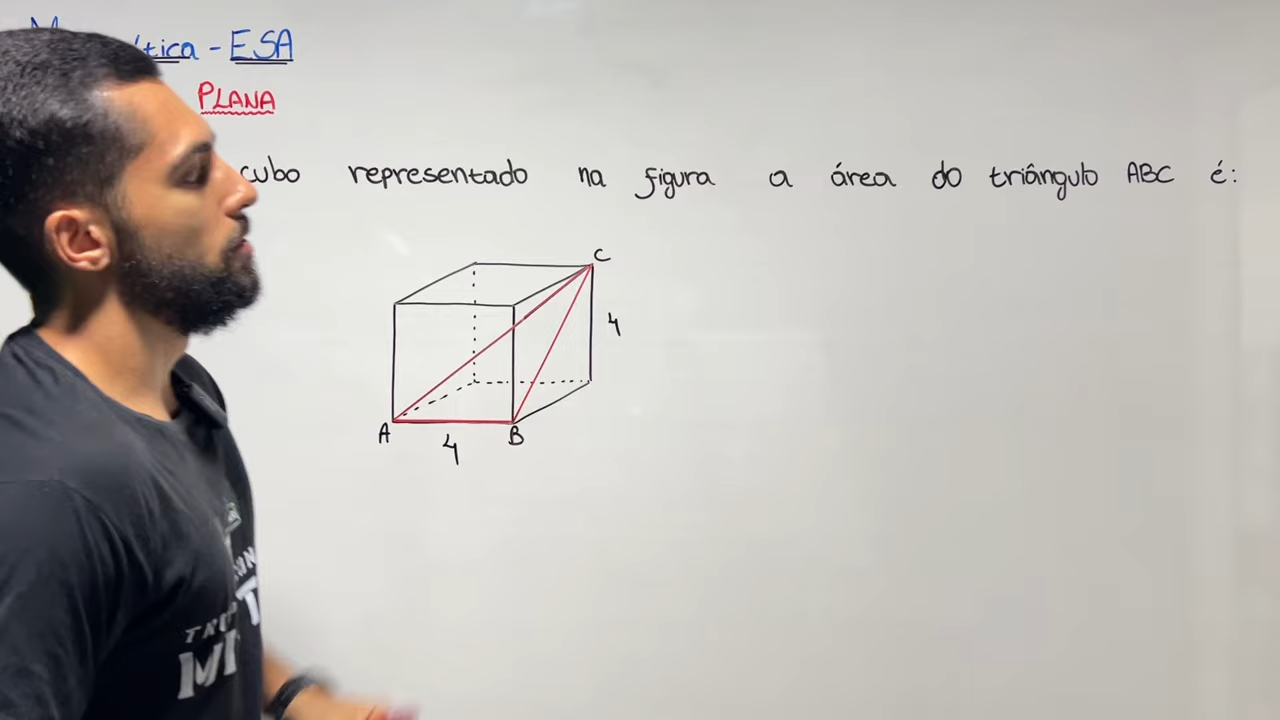 ática - ESA
PLANA
cubo representado na figura a área do triângulo ABC é:
C
4
A B
4